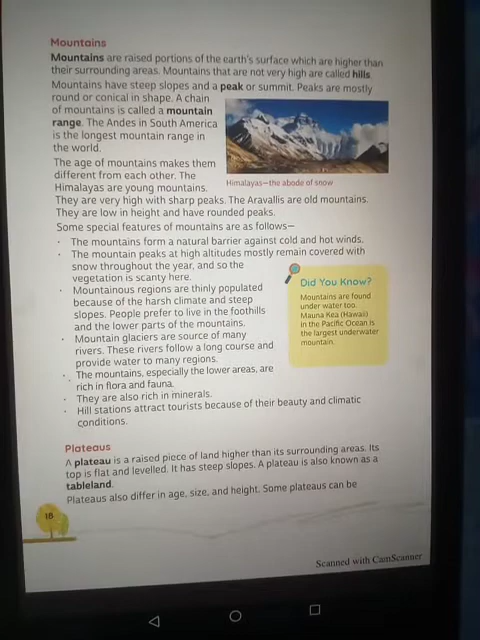 Mountains
Mountains are raised portions of the earth's surface which are higher than
their surrounding areas. Mountains that are not very high are called hills.
Mountains have steep slopes and a peak or summit. Peaks are mostly
round or conical in shape. A chain
of mountains is called a mountain
range. The Andes in South America
is the longest mountain range in
the world.
The age of mountains makes them
different from each other. The
Himalayas are young mountains.
Himalayas—the abode of snow
They are very high with sharp peaks. The Aravallis are old mountains.
They are low in height and have rounded peaks.
Some special features of mountains are as follows—
· The mountains form a natural barrier against cold and hot winds.
· The mountain peaks at high altitudes mostly remain covered with
snow throughout the year, and so the
vegetation is scanty here.
· Mountainous regions are thinly populated
because of the harsh climate and steep
slopes. People prefer to live in the foothills
and the lower parts of the mountains.
· Mountain glaciers are source of many
rivers. These rivers follow a long course and
provide water to many regions.
· The mountains, especially the lower areas, are
rich in flora and fauna.
· They are also rich in minerals.
· Hill stations attract tourists because of their beauty and climatic
conditions.
Did You Know?
Mountains are found
under water too.
Mauna Kea (Hawaii)
in the Pacific Ocean is
the largest underwater
mountain.
Plateaus
A plateau is a raised piece of land higher than its surrounding areas. Its
top is flat and levelled. It has steep slopes. A plateau is also known as a
tableland.
Plateaus also differ in age, size, and height. Some plateaus can be
18
Scanned with CamScanner